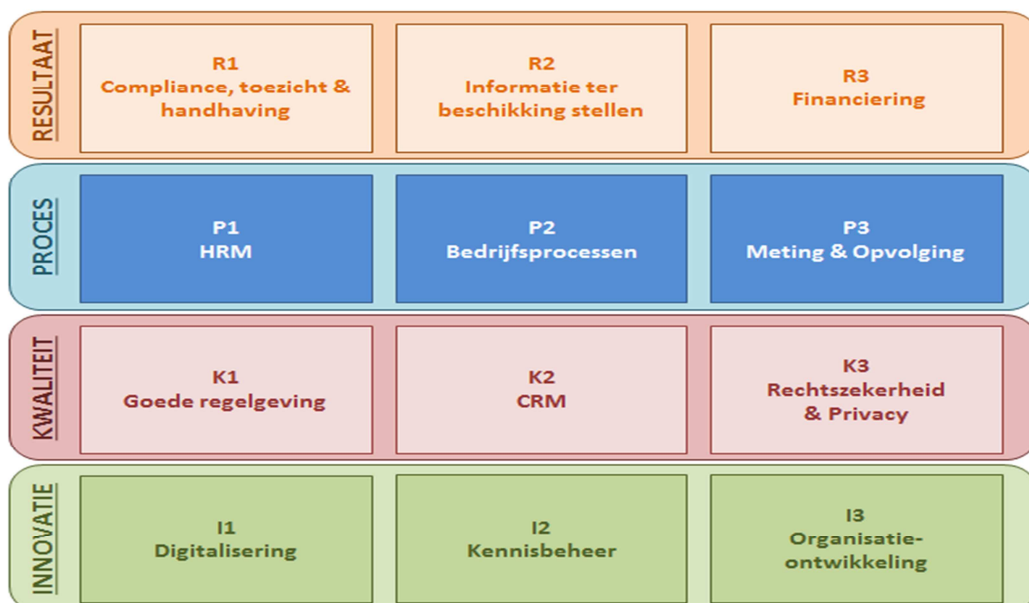 RESULTAAT
R1
Compliance, toezicht &
handhaving
R2
Informatie ter
beschikking stellen
R3
Financiering
PROCES
P1
HRM
P2
Bedrijfsprocessen
P3
Meting & Opvolging
KWALITEIT
K1
Goede regelgeving
K2
CRM
K3
Rechtszekerheid
& Privacy
INNOVATIE
I1
Digitalisering
I2
Kennisbeheer
I3
Organisatie-
ontwikkeling